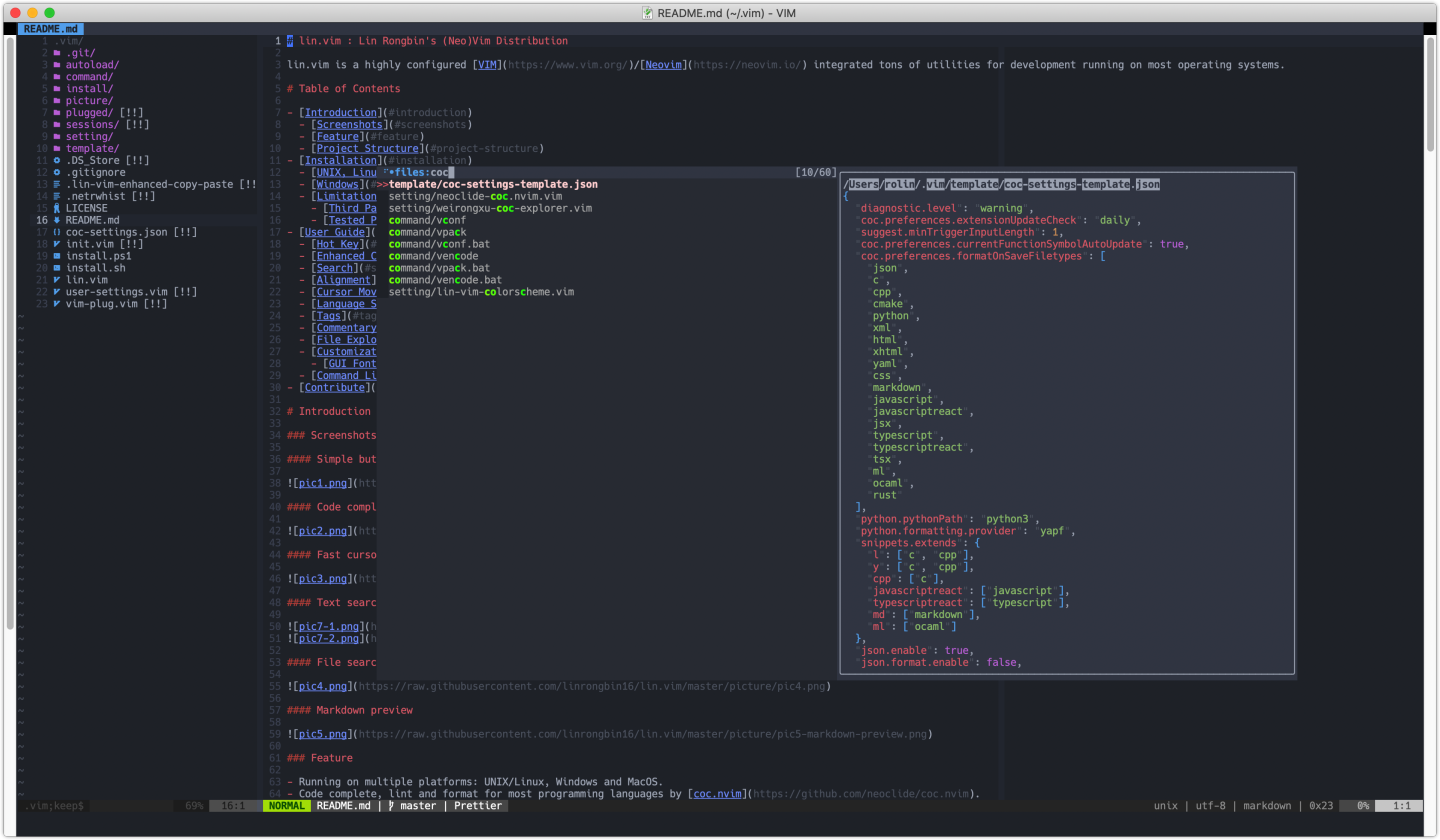 README.md (~/.vim) - VIM
README.md
1 .vim/
2 .git/
3 autoload/
4 command/
5 install/
6 picture/
7 plugged/ [!!]
8 sessions/ [!!]
9 setting/
10 template/
11 .DS_Store [!!]
12 .gitignore
13 .lin-vim-enhanced-copy-paste [!!
14 .netrwhist [!!]
15 LICENSE
16 README.md
17 coc-settings.json [!!]
18 init.vim [!!]
19 install.ps1
20 install.sh
21 lin.vim
22 user-settings.vim [!!]
23 vim-plug.vim [!!]
.vim;keep$ 69% 16:1
1 # lin.vim : Lin Rongbin's (Neo)Vim Distribution
2
3 lin.vim is a highly configured [VIM](https://www.vim.org/)/[Neovim](https://neovim.io/) integrated tons of utilities for development running on most operating systems.
4
5 # Table of Contents
6
7 - [Introduction](#introduction)
8 - [Screenshots](#screenshots)
9 - [Feature](#feature)
10 - [Project Structure](#project-structure)
11 - [Installation](#installation)
12 - [UNIX, Linu
13 - [Windows](#
14 - [Limitation
15 - [Third Pa
16 - [Tested P
17 - [User Guide](
18 - [Hot Key](#
19 - [Enhanced C
20 - [Search](#s
21 - [Alignment]
22 - [Cursor Mov
23 - [Language S
24 - [Tags](#tag
25 - [Commentary
26 - [File Explo
27 - [Customizat
28 - [GUI Font
29 - [Command Li
30 - [Contribute](
31
32 # Introduction
33
34 ### Screenshots
35
36 #### Simple but
37
38 ![pic1.png](htt
39
40 #### Code compl
41
42 ![pic2.png](htt
43
44 #### Fast curso
45
46 ![pic3.png](htt
47
48 #### Text searc
49
50 ![pic7-1.png](h
51 ![pic7-2.png](h
52
53 #### File searc
54
55 ![pic4.png](https://raw.githubusercontent.com/linrongbin16/lin.vim/master/picture/pic4.png)
56
57 #### Markdown preview
58
59 ![pic5.png](https://raw.githubusercontent.com/linrongbin16/lin.vim/master/picture/pic5-markdown-preview.png)
60
61 ### Feature
62
63 - Running on multiple platforms: UNIX/Linux, Windows and MacOS.
64 - Code complete, lint and format for most programming languages by [coc.nvim](https://github.com/neoclide/coc.nvim).
•files:coc [10/60]
>>template/coc-settings-template.json
setting/neoclide-coc.nvim.vim
setting/weirongxu-coc-explorer.vim
command/vconf
command/vpack
command/vconf.bat
command/vencode
command/vpack.bat
command/vencode.bat
setting/lin-vim-colorscheme.vim
/Users/rolin/.vim/template/coc-settings-template.json
{
"diagnostic.level": "warning",
"coc.preferences.extensionUpdateCheck": "daily",
"suggest.minTriggerInputLength": 1,
"coc.preferences.currentFunctionSymbolAutoUpdate": true,
"coc.preferences.formatOnSaveFiletypes": [
"json",
"c",
"cpp",
"cmake",
"python",
"xml",
"html",
"xhtml",
"yaml",
"css",
"markdown",
"javascript",
"javascriptreact",
"jsx",
"typescript",
"typescriptreact",
"tsx",
"ml",
"ocaml",
"rust"
],
"python.pythonPath": "python3",
"python.formatting.provider": "yapf",
"snippets.extends": {
"l": ["c", "cpp"],
"y": ["c", "cpp"],
"cpp": ["c"],
"javascriptreact": ["javascript"],
"typescriptreact": ["typescript"],
"md": ["markdown"],
"ml": ["ocaml"]
},
"json.enable": true,
"json.format.enable": false,
NORMAL README.md | master | Prettier
unix | utf-8 | markdown | 0x23 0% 1:1